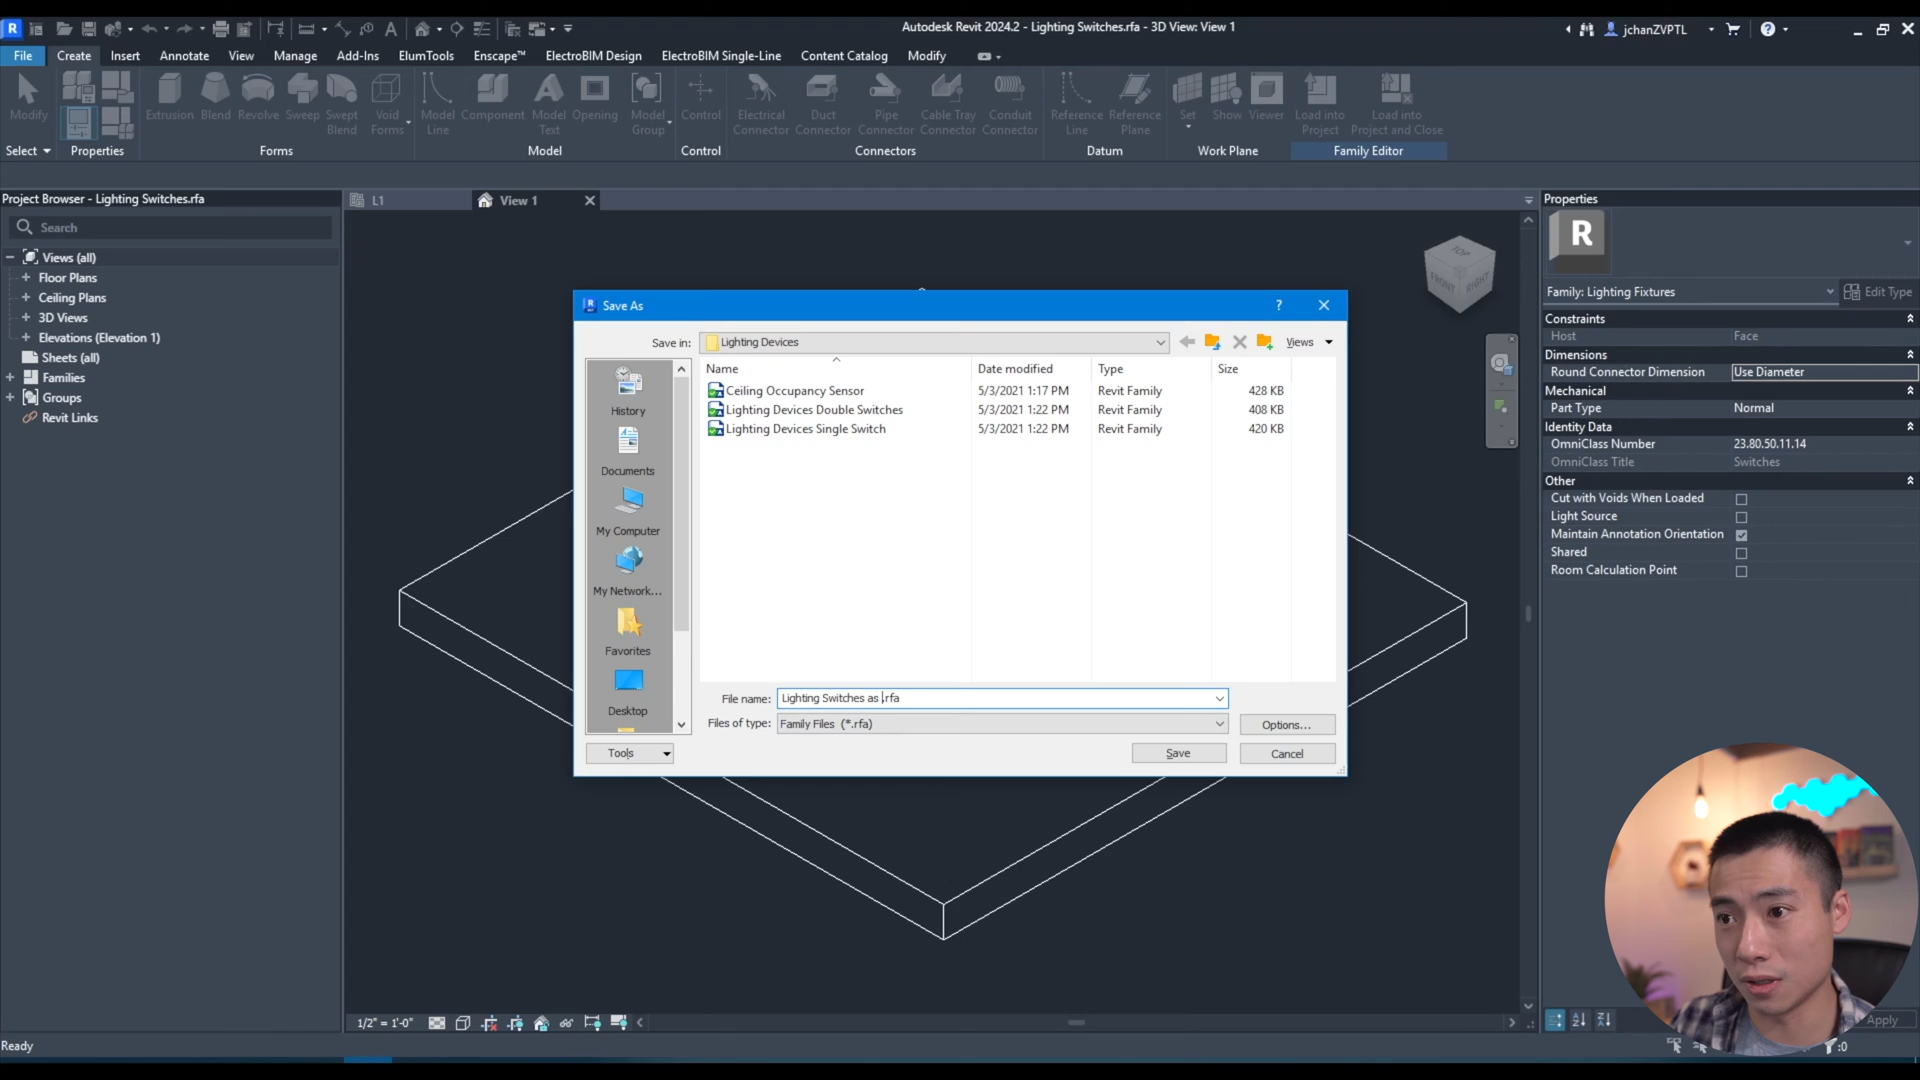 Autodesk Revit 2024.2 - Lighting Switches.rfa - 3D View: View 1
jchanZVPTL
File Create Insert Annotate View Manage Add-Ins ElumTools Enscape™ ElectroBIM Design ElectroBIM Single-Line Content Catalog Modify
Modify Extrusion Blend Revolve Sweep Swept Blend Void Forms Model Line Component Model Text Opening Model Group Control Electrical Connector Duct Connector Pipe Connector Cable Tray Connector Conduit Connector Reference Line Reference Plane Set Show Viewer Load into Project Load into Project and Close
Select Properties Forms Model Control Connectors Datum Work Plane Family Editor
Project Browser - Lighting Switches.rfa
Search
Views (all)
Floor Plans
Ceiling Plans
3D Views
Elevations (Elevation 1)
Sheets (all)
Families
Groups
Revit Links
L1 View 1
TOP
FRONT RIGHT
Save As
Save in: Lighting Devices Views
Name Date modified Type Size
Ceiling Occupancy Sensor 5/3/2021 1:17 PM Revit Family 428 KB
Lighting Devices Double Switches 5/3/2021 1:22 PM Revit Family 408 KB
Lighting Devices Single Switch 5/3/2021 1:22 PM Revit Family 420 KB
History
Documents
My Computer
My Network...
Favorites
Desktop
File name: Lighting Switches as .rfa
Files of type: Family Files (*.rfa) Options...
Tools Save Cancel
Properties
R
Family: Lighting Fixtures Edit Type
Constraints
Host Face
Dimensions
Round Connector Dimension Use Diameter
Mechanical
Part Type Normal
Identity Data
OmniClass Number 23.80.50.11.14
OmniClass Title Switches
Other
Cut with Voids When Loaded
Light Source
Maintain Annotation Orientation
Shared
Room Calculation Point
Apply
1/2" = 1'-0"
Ready
:0